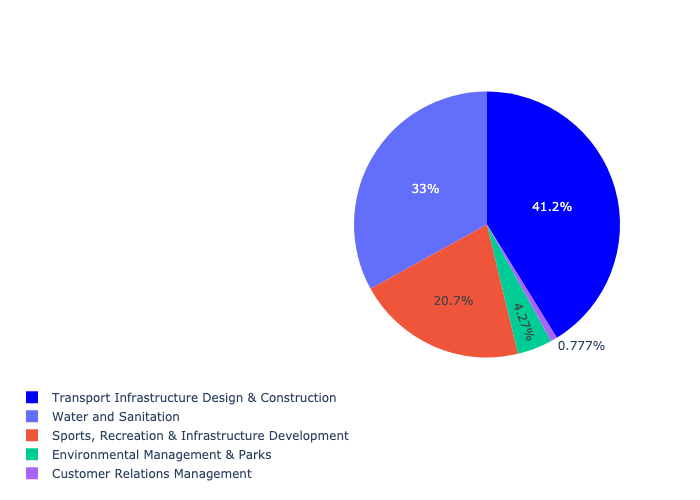 33%
41.2%
20.7%
4.27%
0.777%
Transport Infrastructure Design & Construction
Water and Sanitation
Sports, Recreation & Infrastructure Development
Environmental Management & Parks
Customer Relations Management